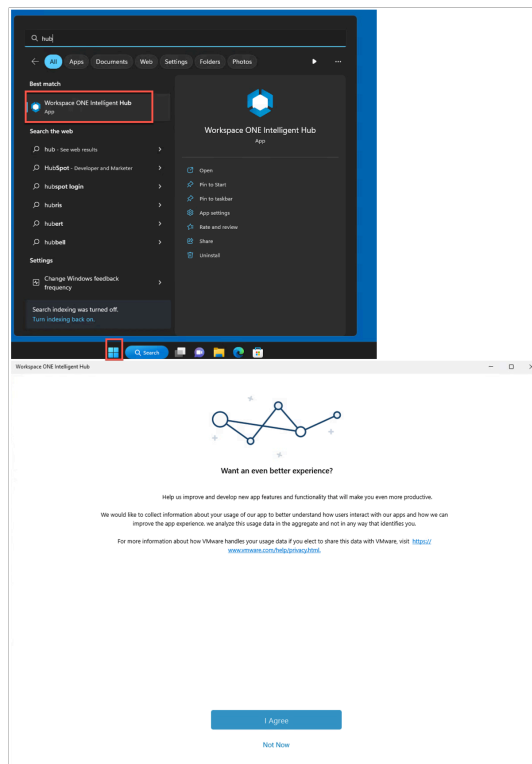 hub
All Apps Documents Web Settings Folders Photos
Best match
Workspace ONE Intelligent Hub
App
Search the web
hub - See web results
HubSpot - Developer and Marketer
hubspot login
hubris
hubert
hubbell
Settings
Change Windows feedback
frequency
Search indexing was turned off.
Turn indexing back on.
Workspace ONE Intelligent Hub
App
Open
Pin to Start
Pin to taskbar
App settings
Rate and review
Share
Uninstall
Search
Workspace ONE Intelligent Hub
Want an even better experience?
Help us improve and develop new app features and functionality that will make you even more productive.
We would like to collect information about your usage of our app to better understand how users interact with our apps and how we can
improve the app experience, we analyze this usage data in the aggregate and not in any way that identifies you.
For more information about how VMware handles your usage data if you elect to share this data with VMware, visit https://
www.vmware.com/help/privacy.html.
I Agree
Not Now